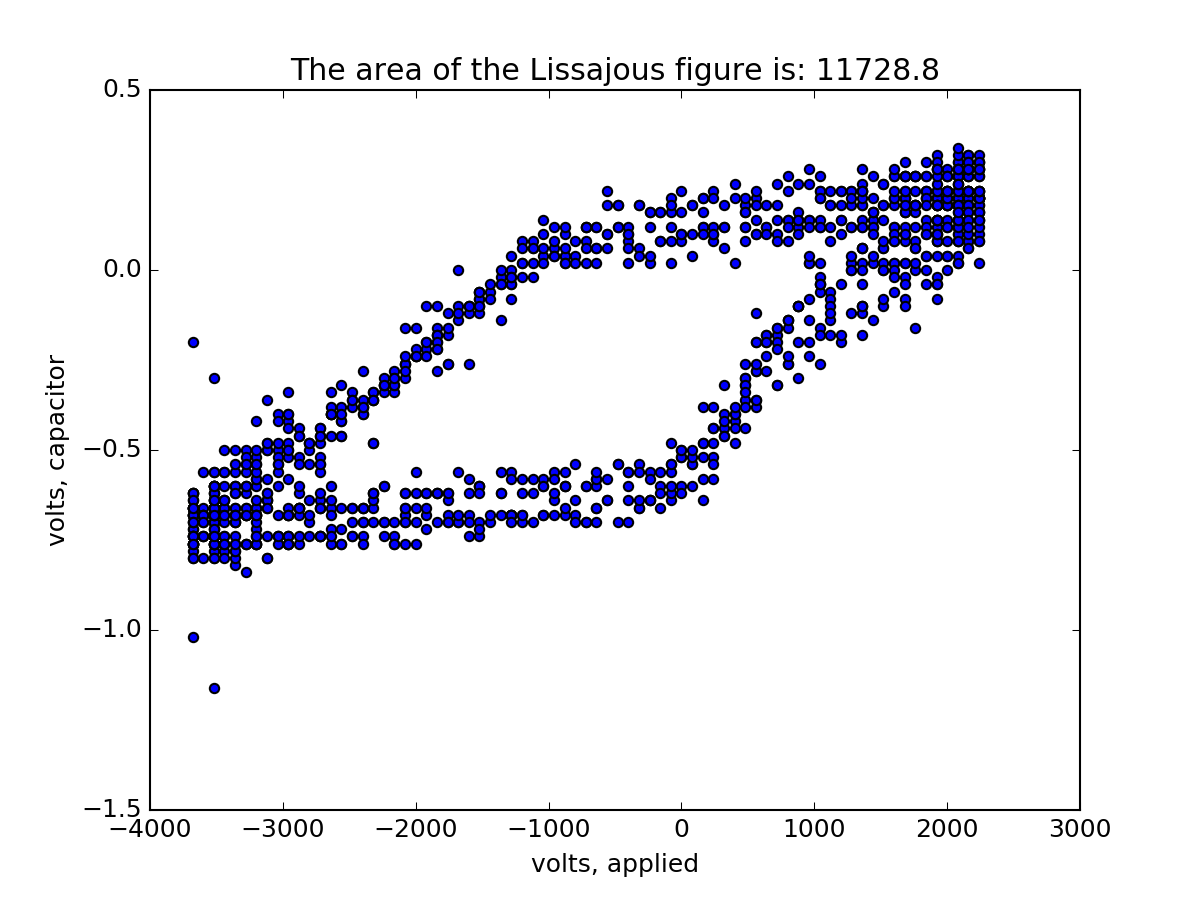 The area of the Lissajous figure is: 11728.8
0.5
0.0
−0.5
−1.0
−1.5
volts, capacitor
−4000 −3000 −2000 −1000 0 1000 2000 3000
volts, applied